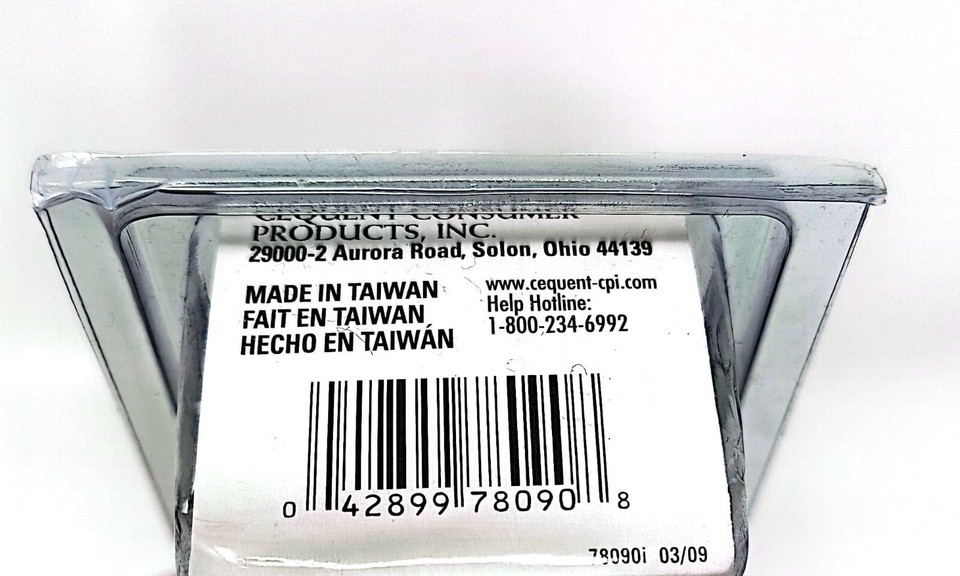 CEQUENT CONSUMER
PRODUCTS, INC.
29000-2 Aurora Road, Solon, Ohio 44139
MADE IN TAIWAN
FAIT EN TAIWAN
HECHO EN TAIWÁN
www.cequent-cpi.com
Help Hotline:
1-800-234-6992
0 42899 78090 8
78090i 03/09